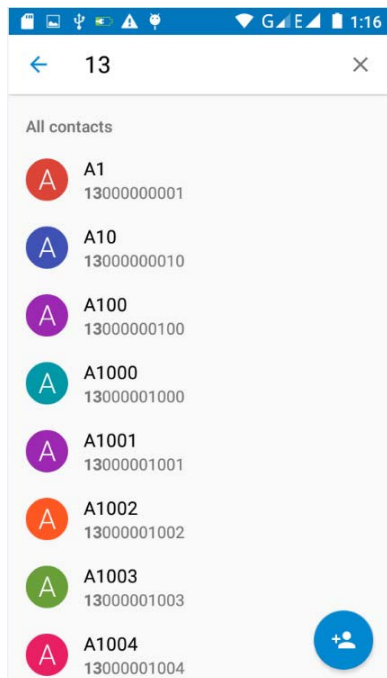 G E 1:16
13
All contacts
A
A1
13000000001
A
A10
13000000010
A
A100
13000000100
A
A1000
13000001000
A
A1001
13000001001
A
A1002
13000001002
A
A1003
13000001003
A
A1004
13000001004